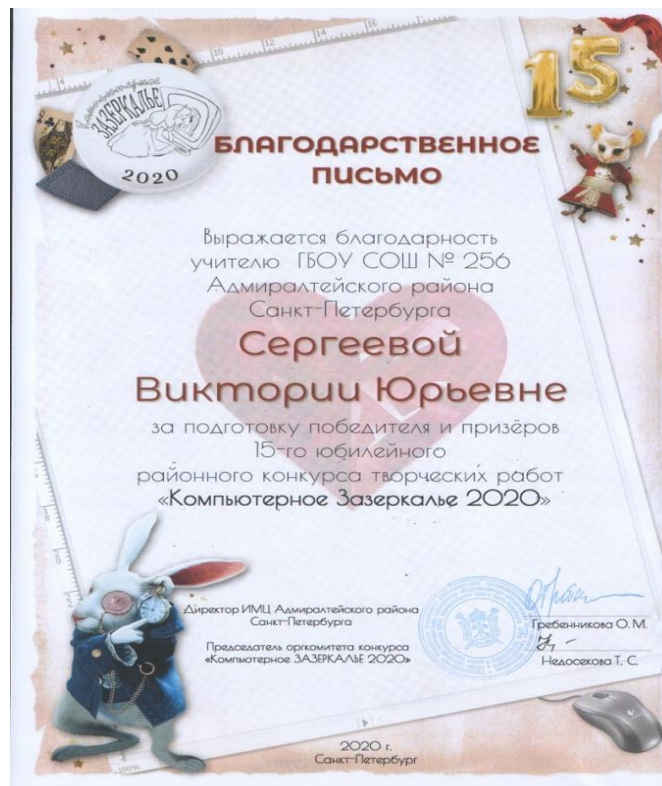 Компьютерное
ЗАЗЕРКАЛЬЕ
2020
15
БЛАГОДАРСТВЕННОЕ
ПИСЬМО
Выражается благодарность
учителю ГБОУ СОШ № 256
Адмиралтейского района
Санкт-Петербурга
Сергеевой
Виктории Юрьевне
за подготовку победителя и призёров
15-го юбилейного
районного конкурса творческих работ
«Компьютерное Зазеркалье 2020»
Директор ИМЦ Адмиралтейского района
Санкт-Петербурга
Гребенникова О. М.
Председатель оргкомитета конкурса
«Компьютерное ЗАЗЕРКАЛЬЕ 2020»
Недосекова Т. С.
2020 г.
Санкт-Петербург
100%